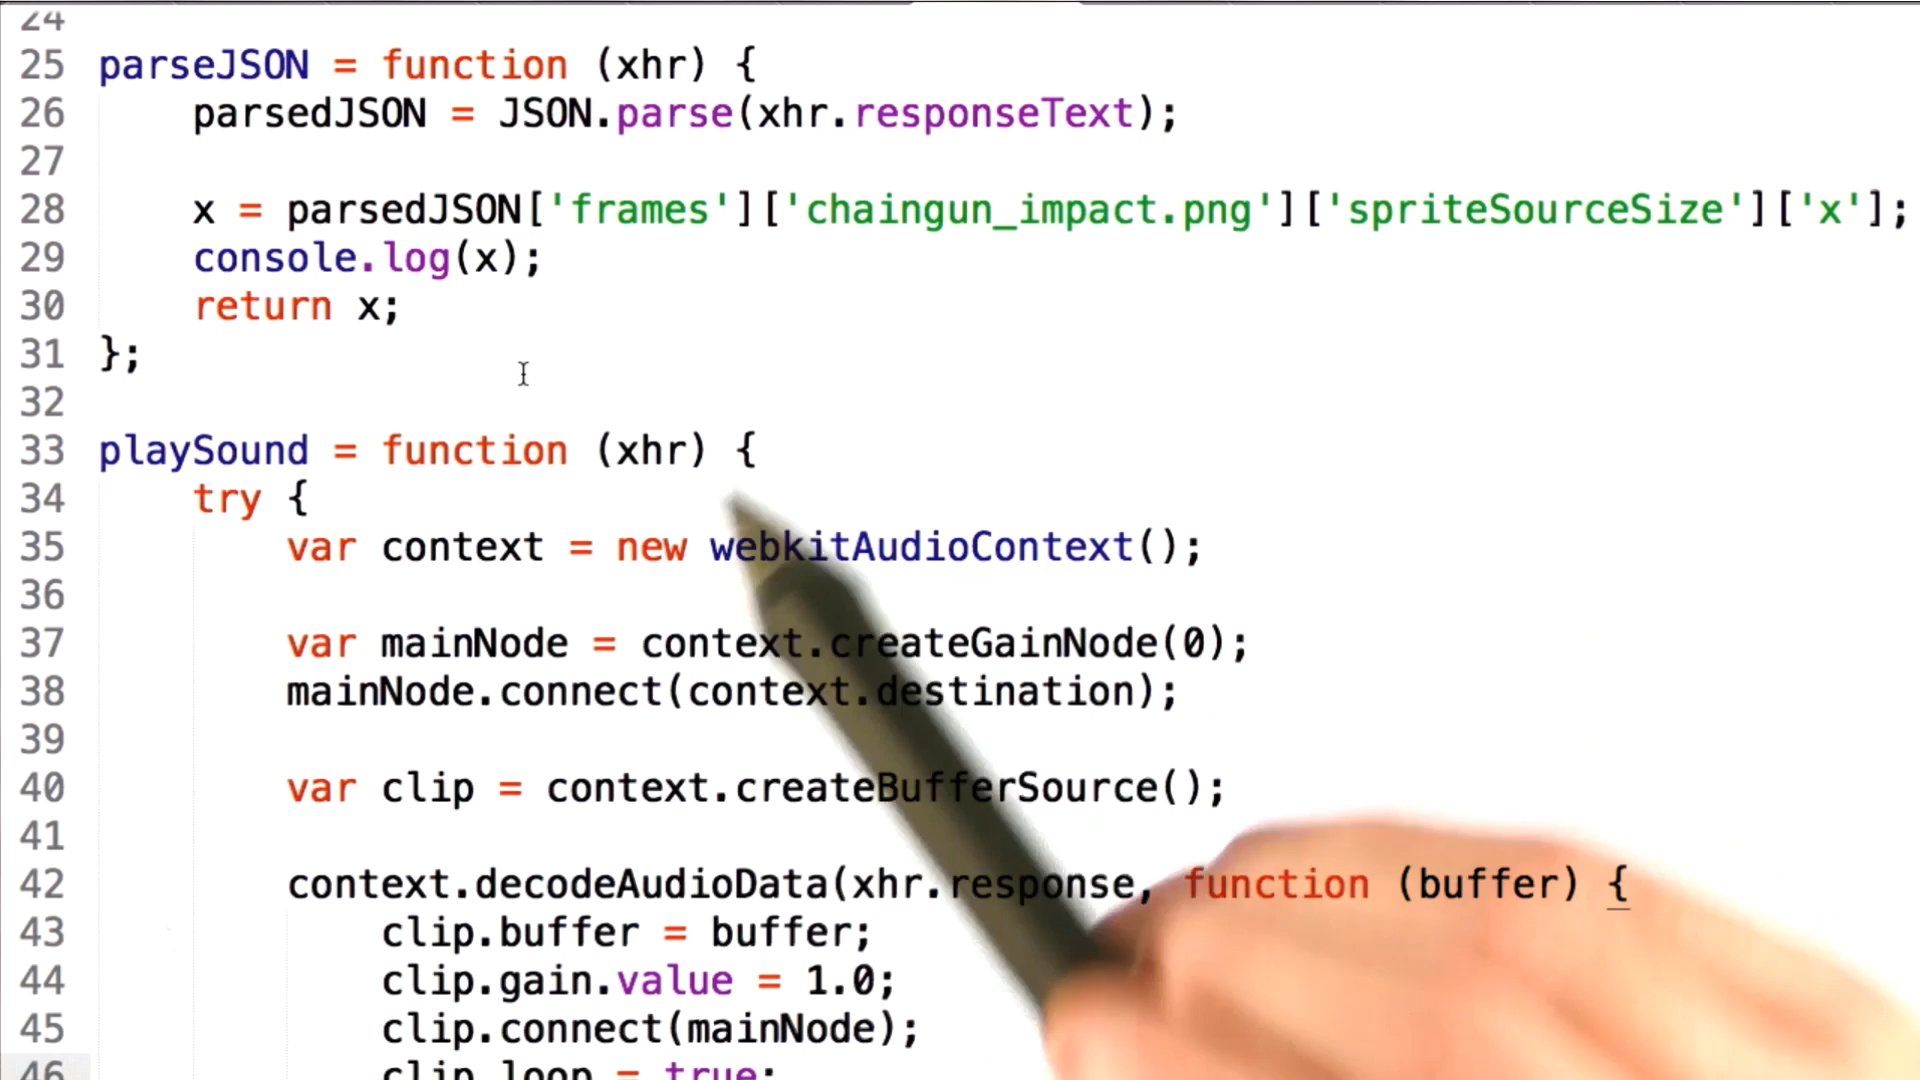 24
25 parseJSON = function (xhr) {
26 parsedJSON = JSON.parse(xhr.responseText);
27
28 x = parsedJSON['frames']['chaingun_impact.png']['spriteSourceSize']['x'];
29 console.log(x);
30 return x;
31 };
32
33 playSound = function (xhr) {
34 try {
35 var context = new webkitAudioContext();
36
37 var mainNode = context.createGainNode(0);
38 mainNode.connect(context.destination);
39
40 var clip = context.createBufferSource();
41
42 context.decodeAudioData(xhr.response, function (buffer) {
43 clip.buffer = buffer;
44 clip.gain.value = 1.0;
45 clip.connect(mainNode);
46 clip.loop = true;